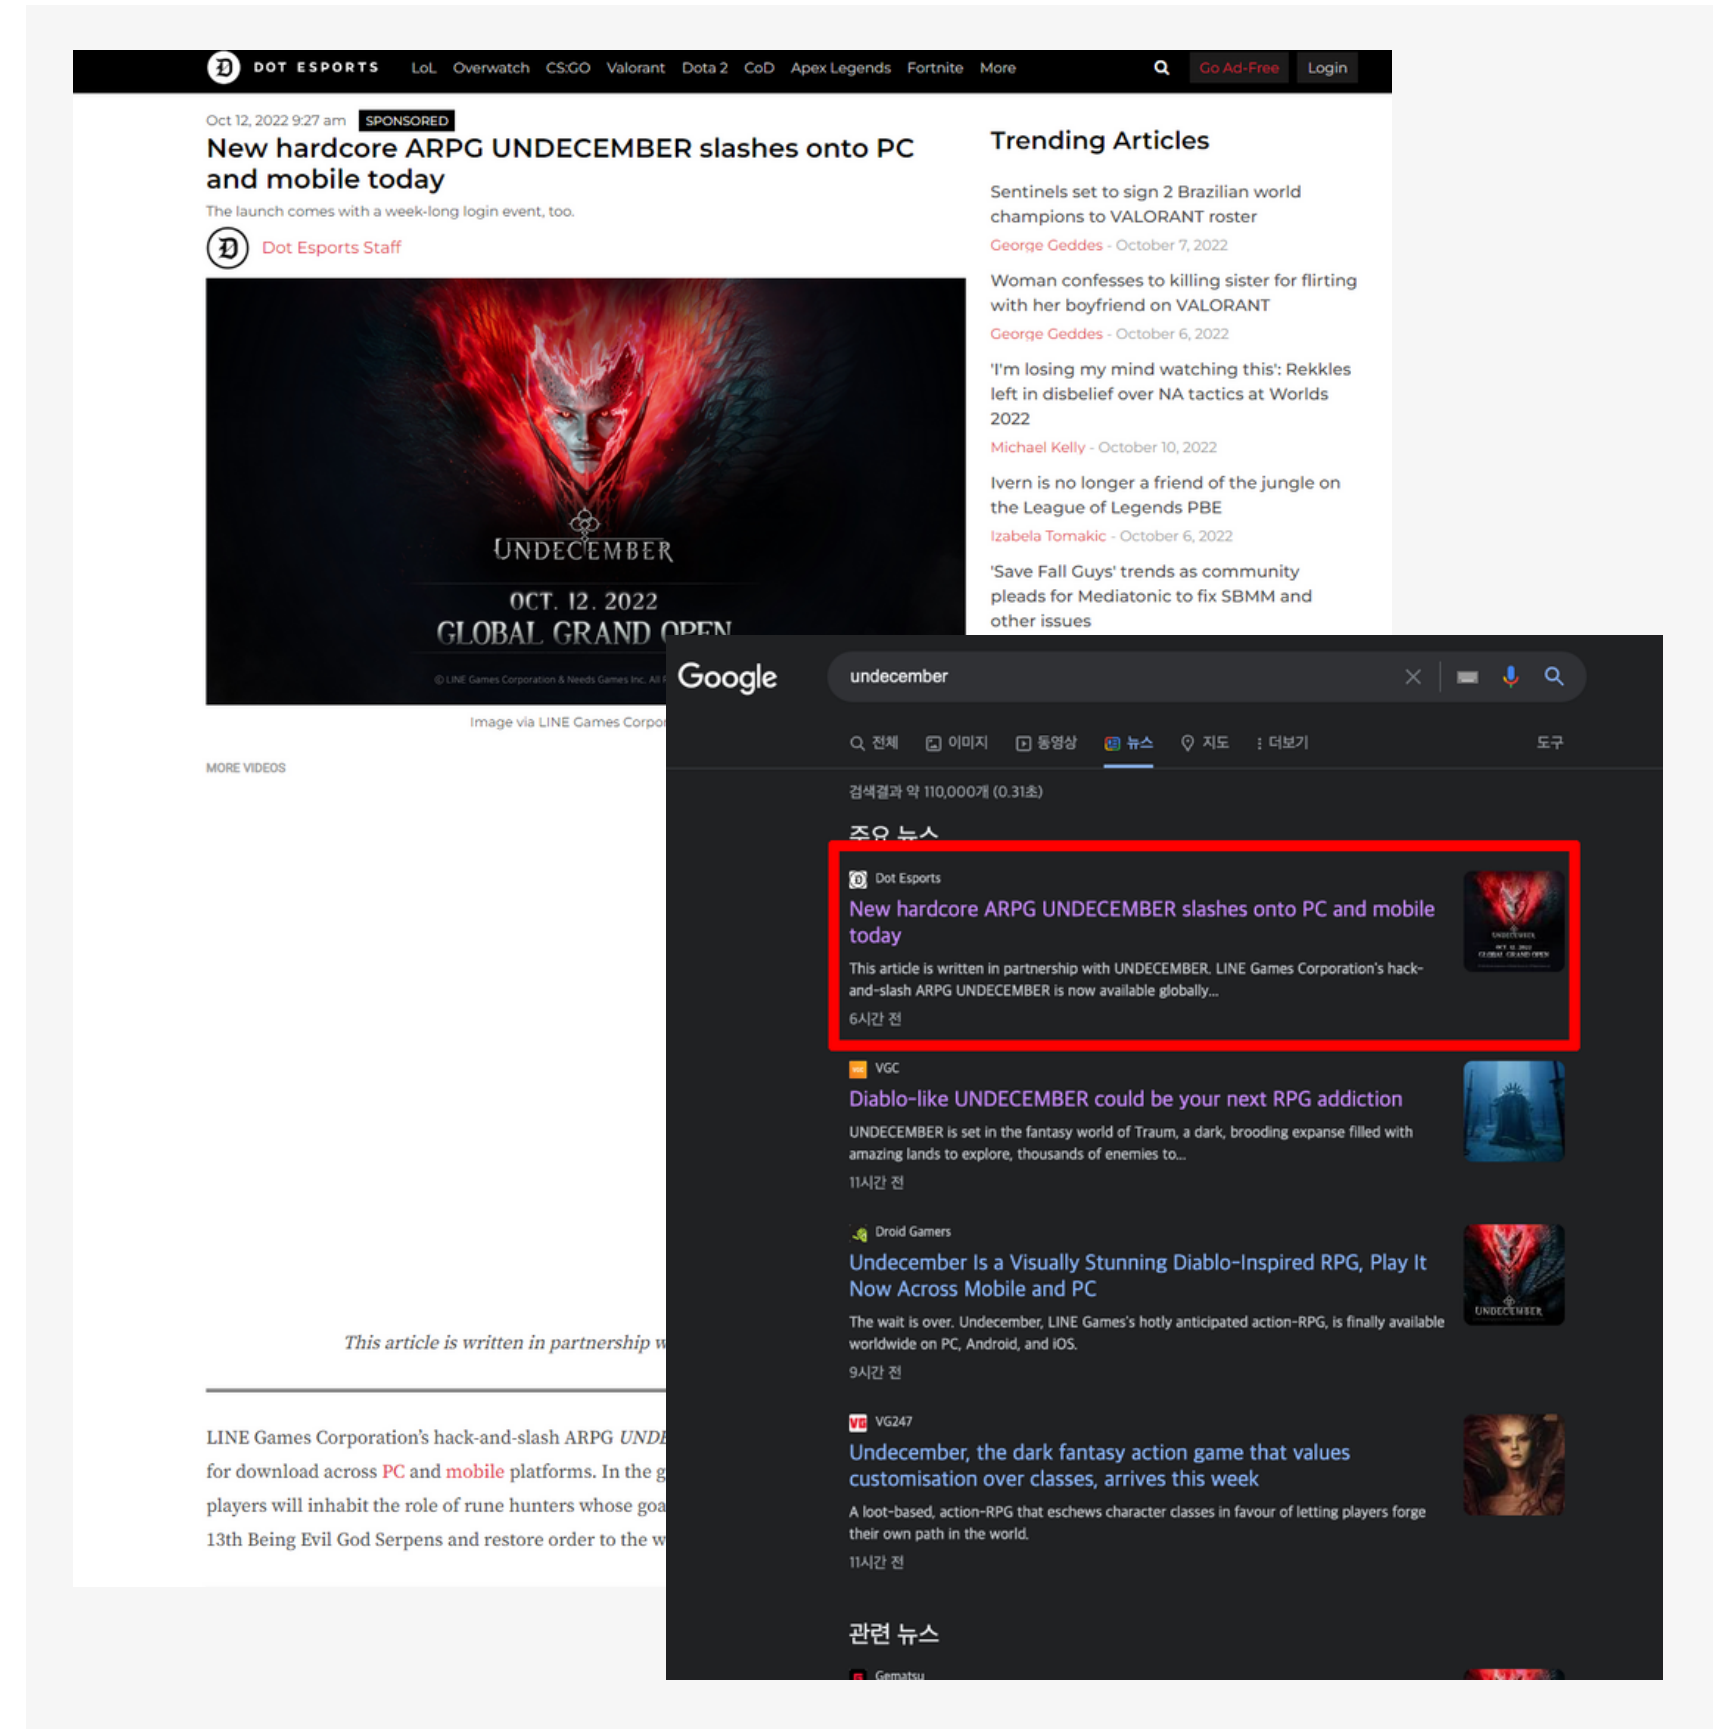 DOT ESPORTS LoL Overwatch CS:GO Valorant Dota 2 CoD Apex Legends Fortnite More Go Ad-Free Login
Oct 12, 2022 9:27 am SPONSORED
New hardcore ARPG UNDECEMBER slashes onto PC
and mobile today
The launch comes with a week-long login event, too.
Dot Esports Staff
UNDECEMBER
OCT. 12. 2022
GLOBAL GRAND OPEN
© LINE Games Corporation & Needs Games Inc. All
Image via LINE Games
MORE VIDEOS
This article is written in partnership
LINE Games Corporation's hack-and-slash ARPG
for download across PC and mobile platforms. In the
players will inhabit the role of rune hunters whose
13th Being Evil God Serpens and restore order to the
Trending Articles
Sentinels set to sign 2 Brazilian world
champions to VALORANT roster
George Geddes - October 7, 2022
Woman confesses to killing sister for flirting
with her boyfriend on VALORANT
George Geddes - October 6, 2022
'I'm losing my mind watching this': Rekkles
left in disbelief over NA tactics at Worlds
2022
Michael Kelly - October 10, 2022
Ivern is no longer a friend of the jungle on
the League of Legends PBE
Izabela Tomakic - October 6, 2022
'Save Fall Guys' trends as community
pleads for Mediatonic to fix SBMM and
other issues
Google undecember
전체 이미지 동영상 뉴스 지도 더보기 도구
검색결과 약 110,000개 (0.31초)
주요 뉴스
Dot Esports
New hardcore ARPG UNDECEMBER slashes onto PC and mobile
today
This article is written in partnership with UNDECEMBER. LINE Games Corporation's hack-
and-slash ARPG UNDECEMBER is now available globally...
6시간 전
UNDECEMBER
OCT. 12. 2022
GLOBAL GRAND OPEN
VGC
Diablo-like UNDECEMBER could be your next RPG addiction
UNDECEMBER is set in the fantasy world of Traum, a dark, brooding expanse filled with
amazing lands to explore, thousands of enemies to...
11시간 전
Droid Gamers
Undecember Is a Visually Stunning Diablo-Inspired RPG, Play It
Now Across Mobile and PC
The wait is over. Undecember, LINE Games's hotly anticipated action-RPG, is finally available
worldwide on PC, Android, and iOS.
9시간 전
UNDECEMBER
VG VG247
Undecember, the dark fantasy action game that values
customisation over classes, arrives this week
A loot-based, action-RPG that eschews character classes in favour of letting players forge
their own path in the world.
11시간 전
관련 뉴스
Gematsu